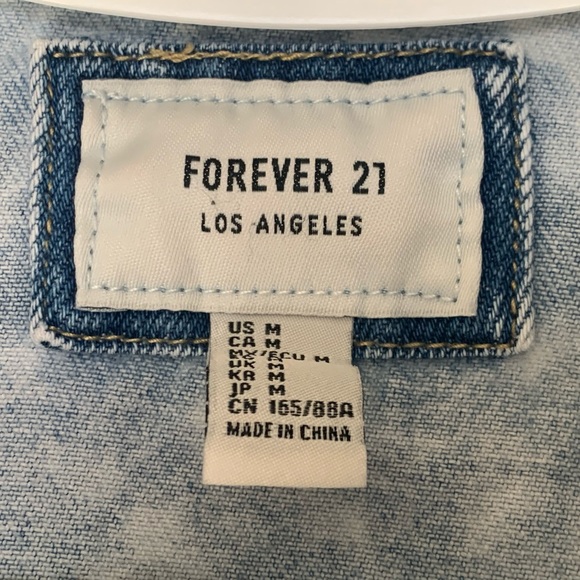 FOREVER 21
LOS ANGELES
US M
CA M
MX/ECU M
UK M
KR M
JP M
CN 165/88A
MADE IN CHINA